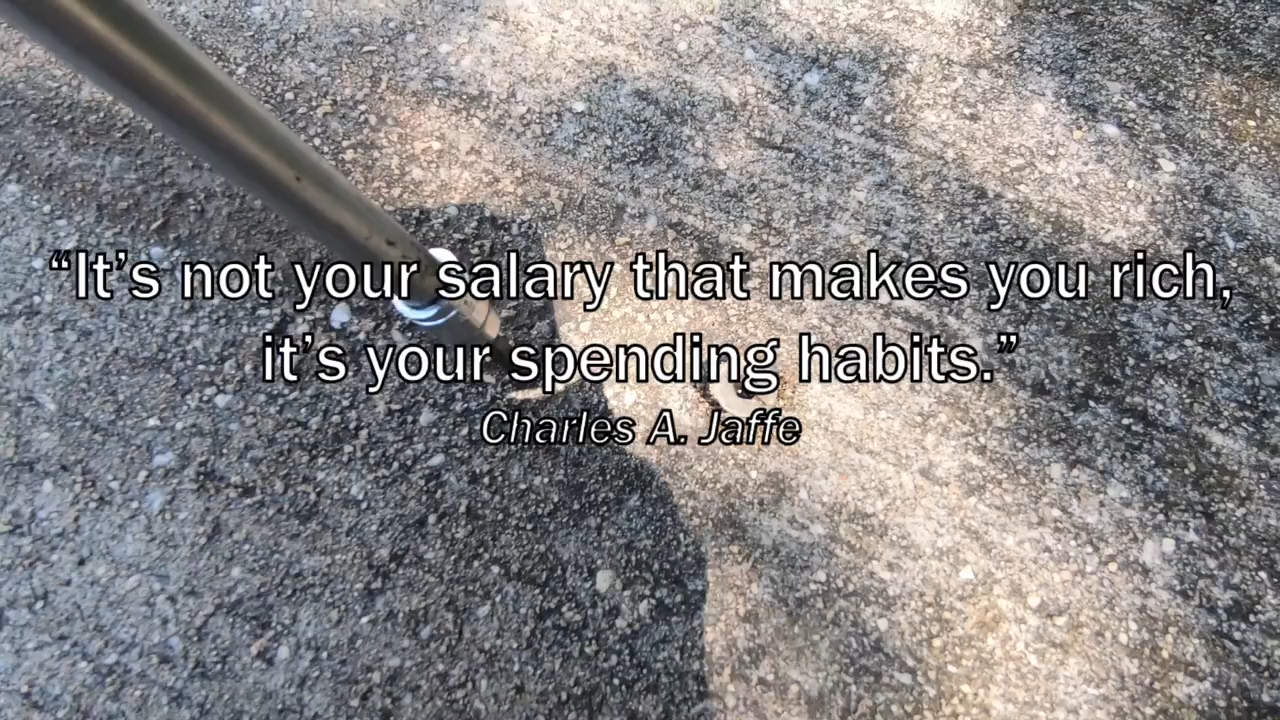 “It’s not your salary that makes you rich,
it’s your spending habits.”
Charles A. Jaffe